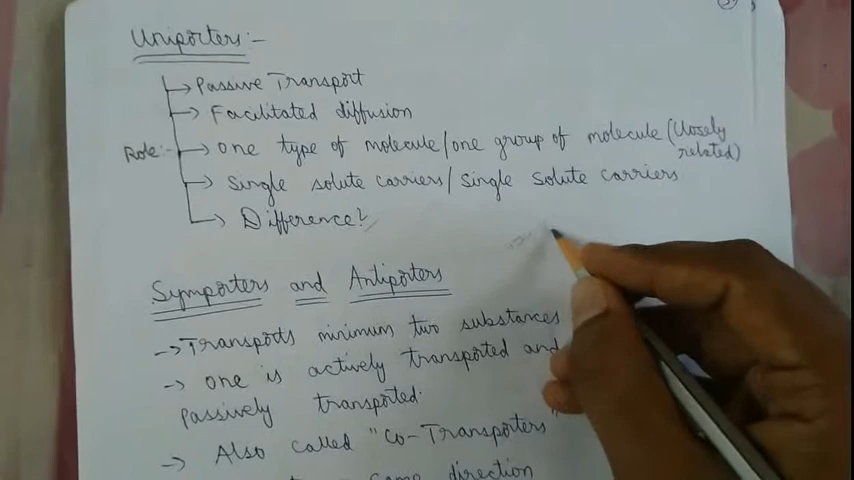 Uniporters:-
→ Passive Transport
→ Facilitated diffusion
Role:- → one type of molecule/one group of molecule (closely related)
→ single solute carriers/single solute carriers
→ Difference?
Symporters and Antiporters
→ Transports minimum two substances
→ one is actively transported and
Passively transported.
→ Also called "Co-Transporters"
same direction